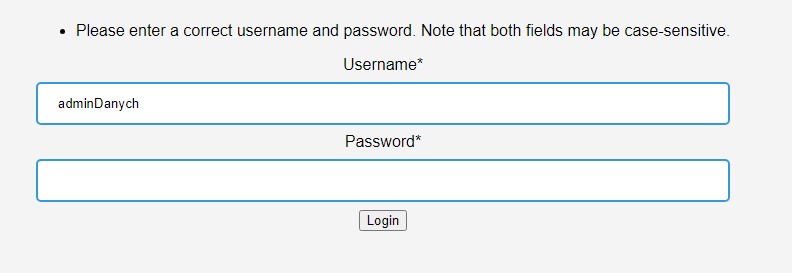 Please enter a correct username and password. Note that both fields may be case-sensitive.
Username*
adminDanych
Password*
Login